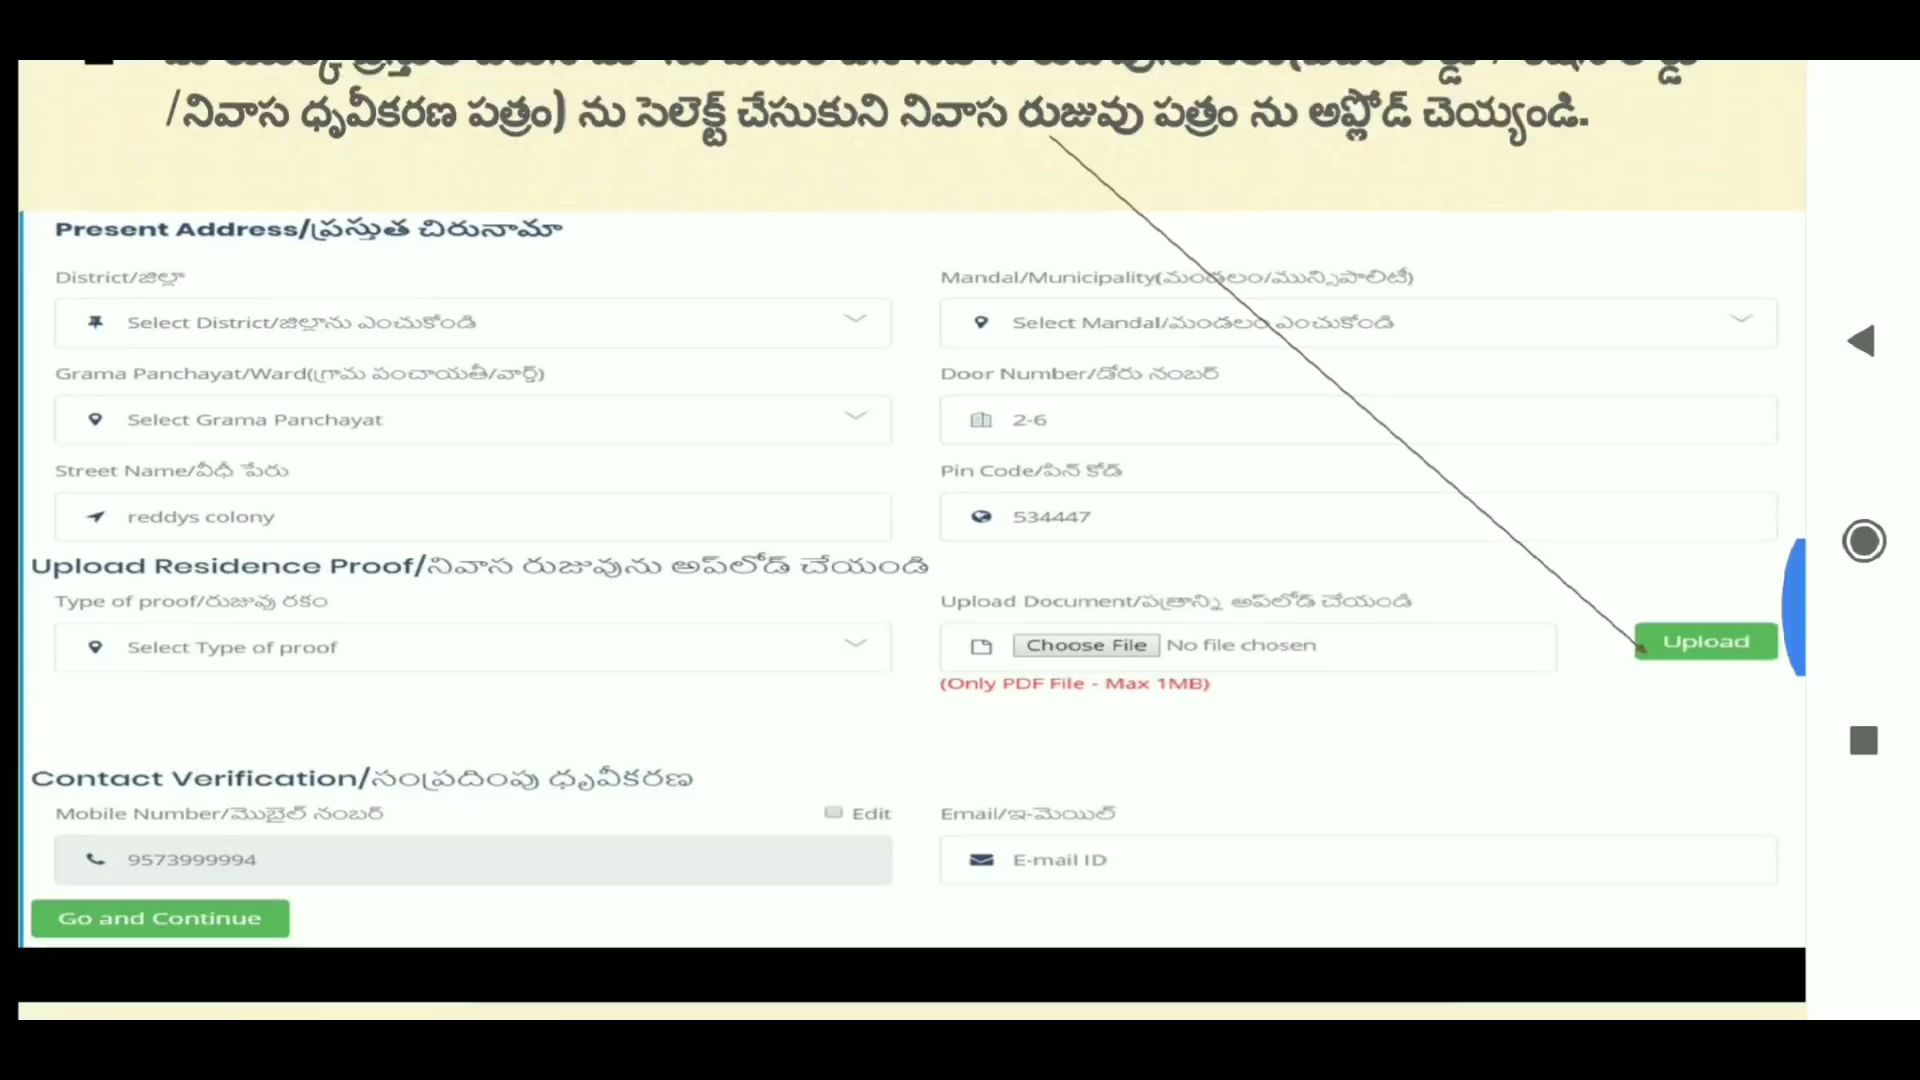 /నివాస ధృవీకరణ పత్రం) ను సెలెక్ట్ చేసుకుని నివాస రుజువు పత్రం ను అప్లోడ్ చెయ్యండి.
Present Address/ప్రస్తుత చిరునామా
District/జిల్లా
Mandal/Municipality(మండలం/మున్సిపాలిటీ)
Select District/జిల్లాను ఎంచుకోండి
Select Mandal/మండలం ఎంచుకోండి
Grama Panchayat/Ward(గ్రామ పంచాయతీ/వార్డ్)
Door Number/డోరు నంబర్
Select Grama Panchayat
2-6
Street Name/వీధీ పేరు
Pin Code/పిన్ కోడ్
reddys colony
534447
Upload Residence Proof/నివాస రుజువును అప్‌లోడ్ చేయండి
Type of proof/రుజువు రకం
Upload Document/పత్రాన్ని అప్‌లోడ్ చేయండి
Select Type of proof
Choose File No file chosen
Upload
(Only PDF File - Max 1MB)
Contact Verification/సంప్రదింపు ధృవీకరణ
Mobile Number/మొబైల్ నంబర్
Edit
Email/ఇ-మెయిల్
9573999994
E-mail ID
Go and Continue